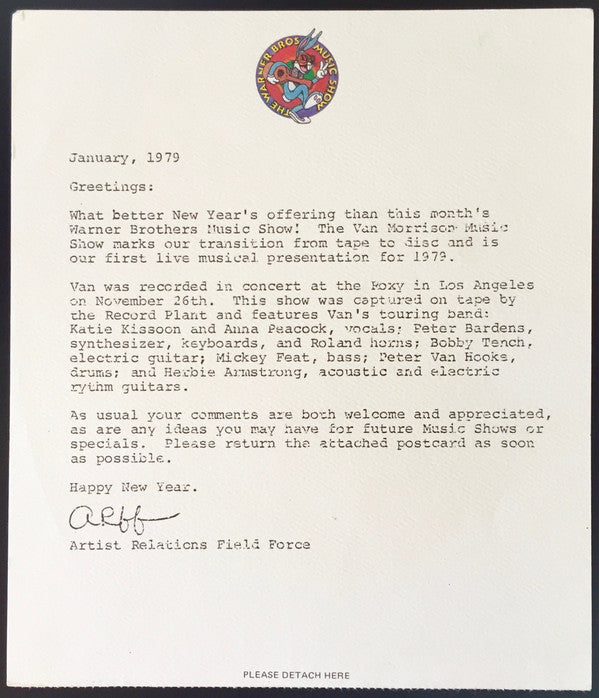 THE WARNER BROS MUSIC SHOW
January, 1979
Greetings:
What better New Year's offering than this month's
Warner Brothers Music Show! The Van Morrison Music
Show marks our transition from tape to disc and is
our first live musical presentation for 1979.
Van was recorded in concert at the Roxy in Los Angeles
on November 26th. This show was captured on tape by
the Record Plant and features Van's touring band:
Katie Kissoon and Anna Peacock, vocals; Peter Bardens,
synthesizer, keyboards, and Roland horns; Bobby Tench,
electric guitar; Mickey Feat, bass; Peter Van Hooks,
drums; and Herbie Armstrong, acoustic and electric
rythm guitars.
As usual your comments are both welcome and appreciated,
as are any ideas you may have for future Music Shows or
specials. Please return the attached postcard as soon
as possible.
Happy New Year.
ARFF
Artist Relations Field Force
PLEASE DETACH HERE